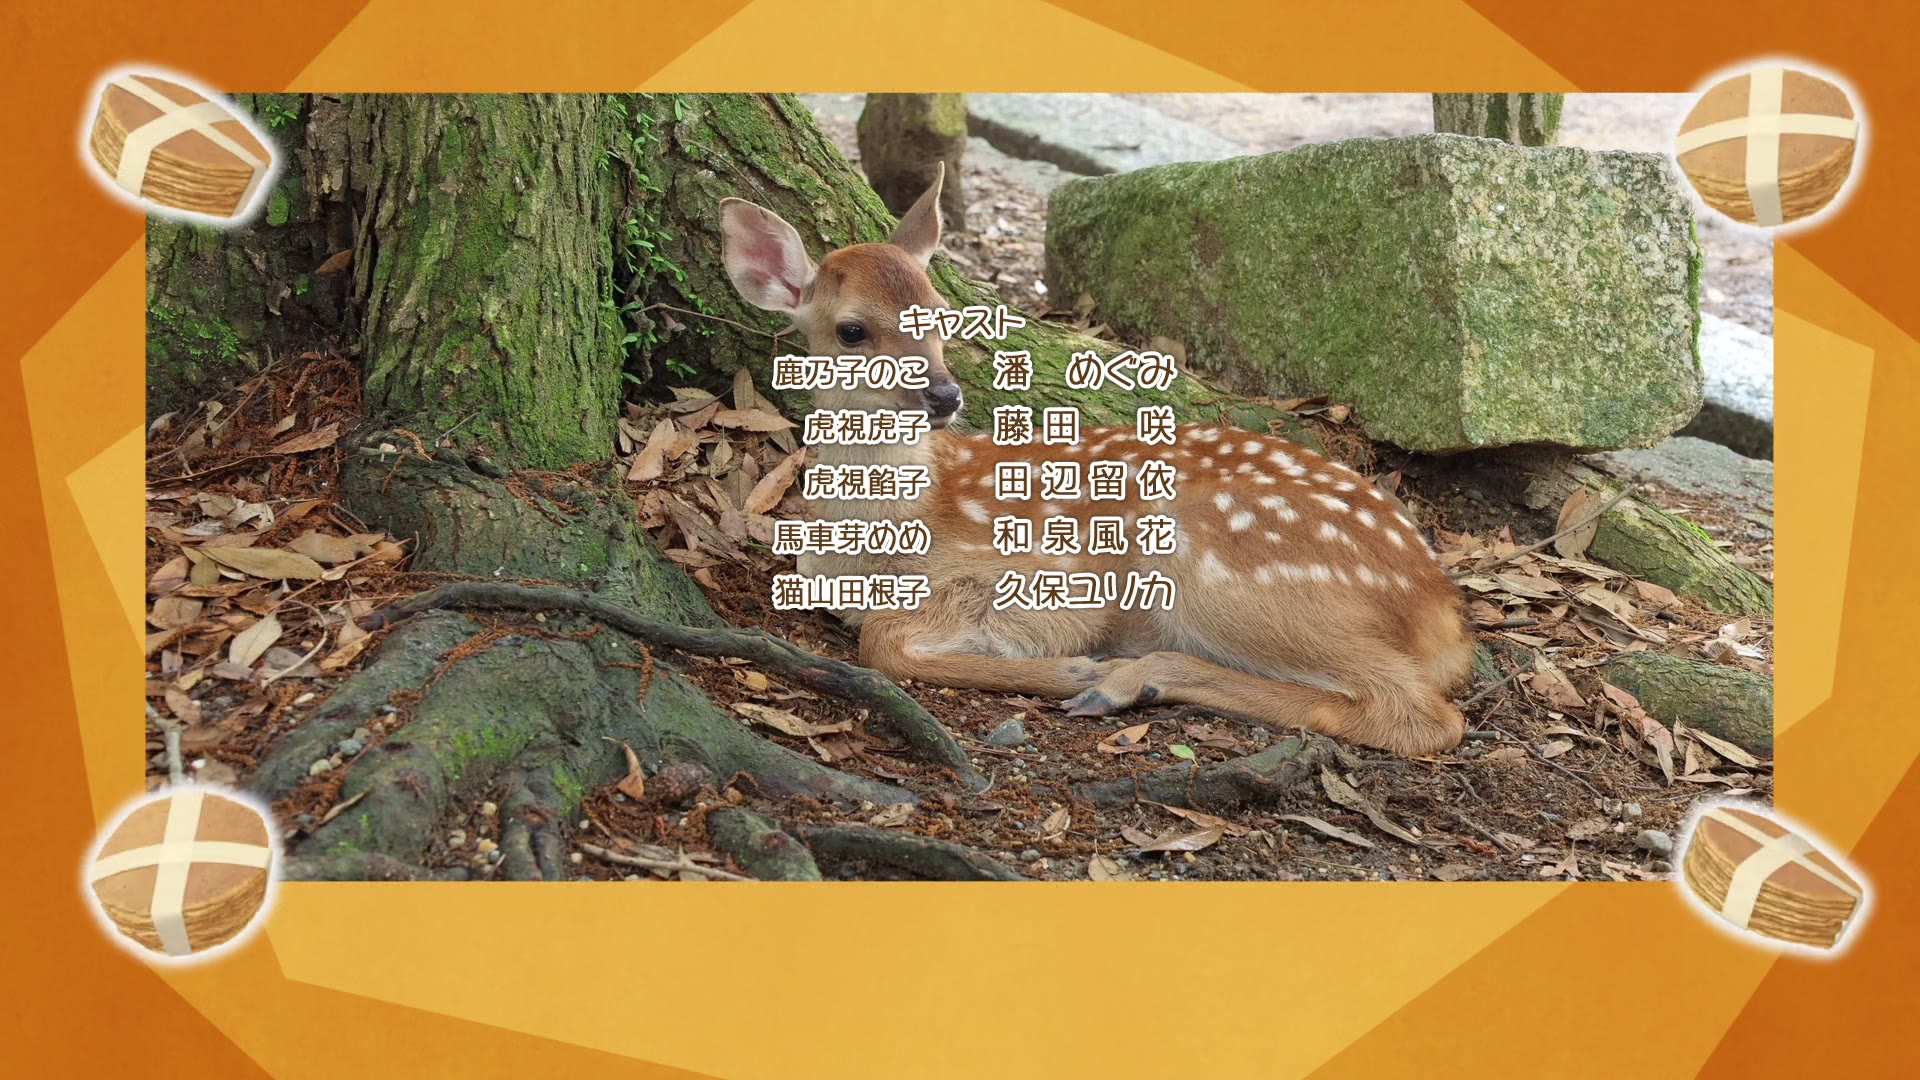 キャスト
鹿乃子のこ 潘 めぐみ
虎視虎子 藤田 咲
虎視餡子 田辺留依
馬車芽めめ 和泉風花
猫山田根子 久保ユリカ